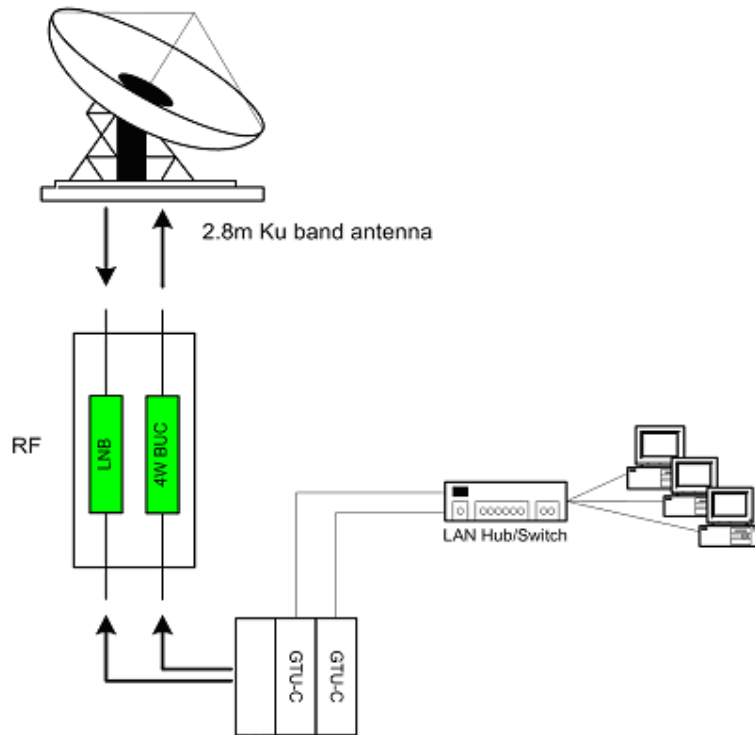 2.8m Ku band antenna
RF
LNB
4W BUC
LAN Hub/Switch
GTU-C
GTU-C